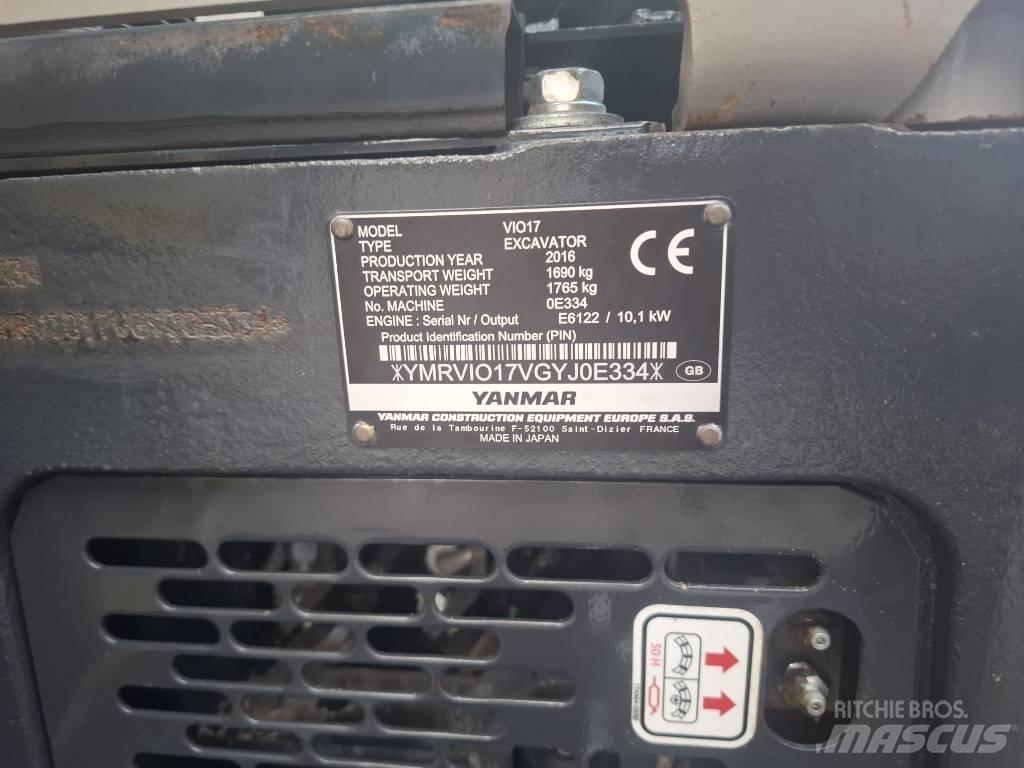 MODEL VIO17
TYPE EXCAVATOR
PRODUCTION YEAR 2016
TRANSPORT WEIGHT 1690 kg
OPERATING WEIGHT 1765 kg
No. MACHINE 0E334
ENGINE : Serial Nr / Output E6122 / 10,1 kW
CE
Product Identification Number (PIN)
YMRVIO17VGYJ0E334
GB
YANMAR
YANMAR CONSTRUCTION EQUIPMENT EUROPE S.A.S.
Rue de la Tambourine F-52100 Saint-Dizier FRANCE
MADE IN JAPAN
50 H
RITCHIE BROS.
MASCUS